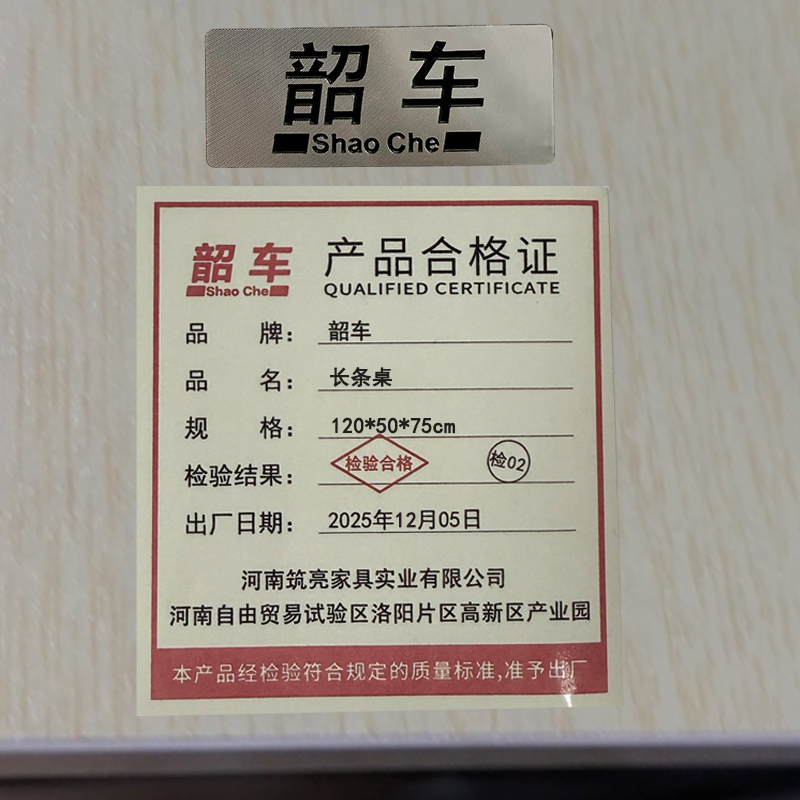 韶车
Shao Che
韶车
Shao Che
产品合格证
QUALIFIED CERTIFICATE
品 牌: 韶车
品 名: 长条桌
规 格: 120*50*75cm
检验结果: 检验合格 检02
出厂日期: 2025年12月05日
河南筑亮家具实业有限公司
河南自由贸易试验区洛阳片区高新区产业园
本产品经检验符合规定的质量标准,准予出厂